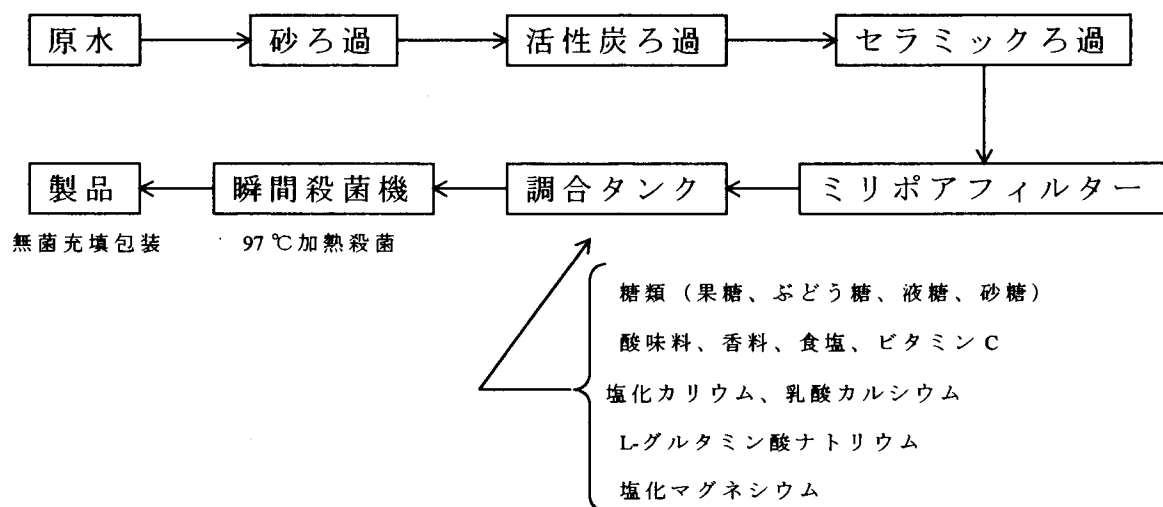 原水
砂ろ過
活性炭ろ過
セラミックろ過
製品
瞬間殺菌機
調合タンク
ミリポアフィルター
無菌充填包装
97℃加熱殺菌
糖類（果糖、ぶどう糖、液糖、砂糖）
酸味料、香料、食塩、ビタミンC
塩化カリウム、乳酸カルシウム
L-グルタミン酸ナトリウム
塩化マグネシウム